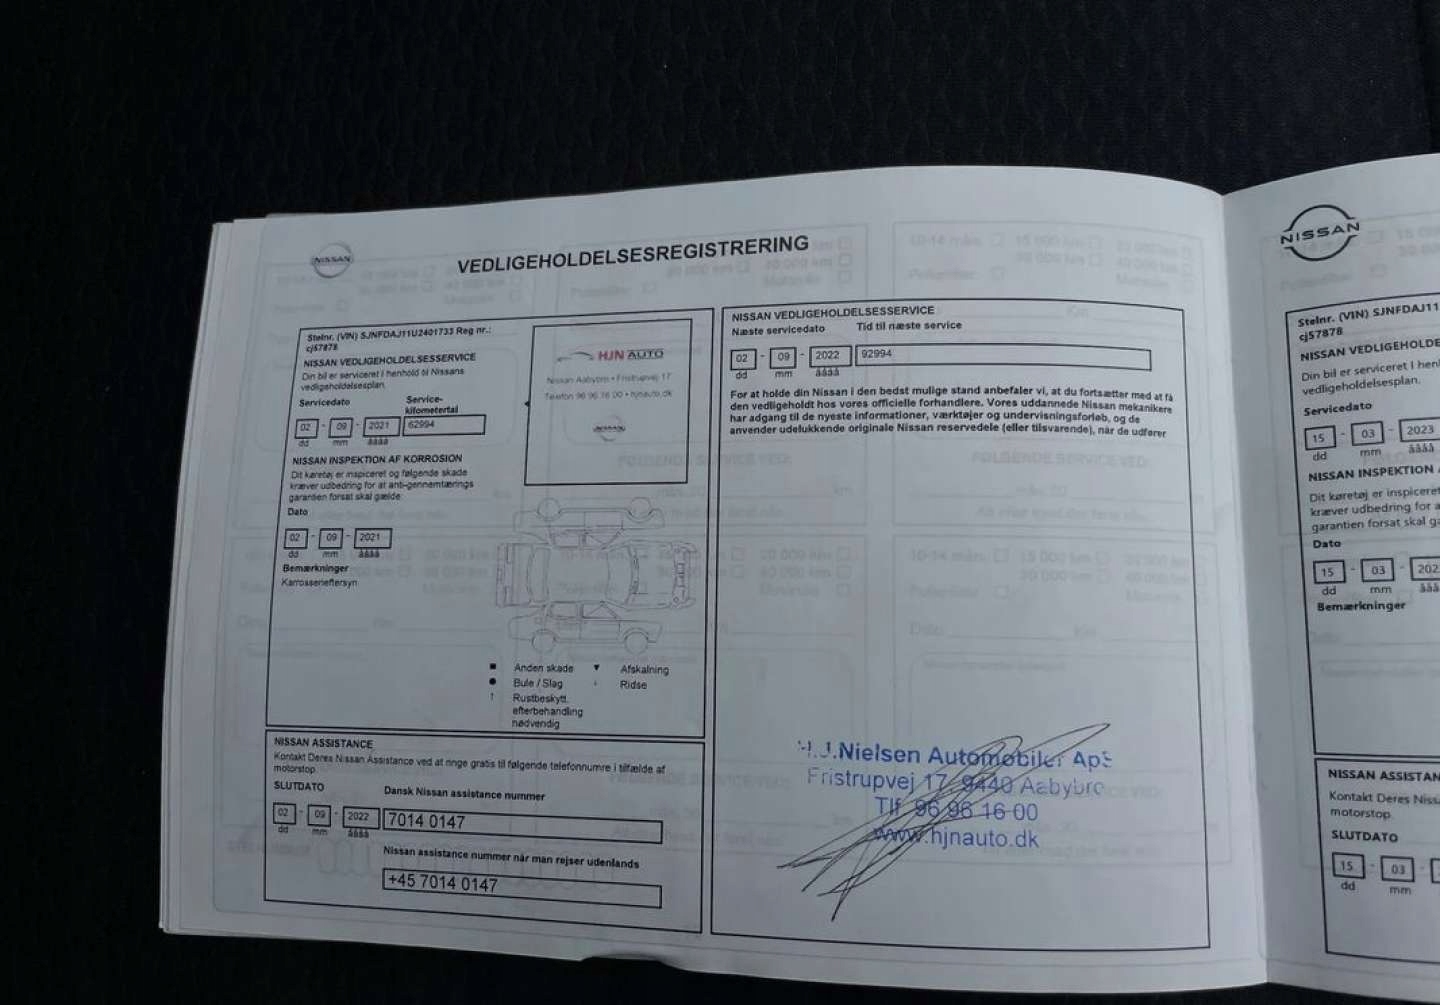 NISSAN
VEDLIGEHOLDELSESREGISTRERING
Stelnr. (VIN) SJNFDAJ11U2401733 Reg nr.:
cj57878
NISSAN VEDLIGEHOLDELSESSERVICE
Din bil er serviceret i henhold til Nissans
vedligeholdelsesplan.
Servicedato
Service-
kilometertal
02 - 09 - 2021 62994
dd mm åååå
NISSAN INSPEKTION AF KORROSION
Dit køretøj er inspiceret og følgende skade
kræver udbedring for at anti-gennemtærings
garantien forsat skal gælde:
Dato
02 - 09 - 2021
dd mm åååå
Bemærkninger
Karrosserieftersyn
HJN AUTO
Nissan Aabybro • Fristrupvej 17
Telefon 96 96 16 00 • hjnauto.dk
NISSAN
Anden skade
Afskalning
Bule / Slag
Ridse
Rustbeskytt.
efterbehandling
nødvendig
NISSAN ASSISTANCE
Kontakt Deres Nissan Assistance ved at ringe gratis til følgende telefonnumre i tilfælde af
motorstop.
SLUTDATO
Dansk Nissan assistance nummer
02 - 09 - 2022 7014 0147
dd mm åååå
Nissan assistance nummer når man rejser udenlands
+45 7014 0147
NISSAN VEDLIGEHOLDELSESSERVICE
Næste servicedato Tid til næste service
02 - 09 - 2022 92994
dd mm åååå
For at holde din Nissan i den bedst mulige stand anbefaler vi, at du fortsætter med at få
den vedligeholdt hos vores officielle forhandlere. Vores uddannede Nissan mekanikere
har adgang til de nyeste informationer, værktøjer og undervisningsforløb, og de
anvender udelukkende originale Nissan reservedele (eller tilsvarende), når de udfører
H.J.Nielsen Automobiler ApS
Fristrupvej 17, 9440 Aabybro
Tlf. 96 96 16 00
www.hjnauto.dk
NISSAN
Stelnr. (VIN) SJNFDAJ11
cj57878
NISSAN VEDLIGEHOLDE
Din bil er serviceret i hen
vedligeholdelsesplan.
Servicedato
15 - 03 - 2023
dd mm åååå
NISSAN INSPEKTION
Dit køretøj er inspiceret
kræver udbedring for a
garantien forsat skal g
Dato
15 - 03 - 202
dd mm ååå
Bemærkninger
NISSAN ASSISTAN
Kontakt Deres Niss
motorstop.
SLUTDATO
15 - 03 -
dd mm